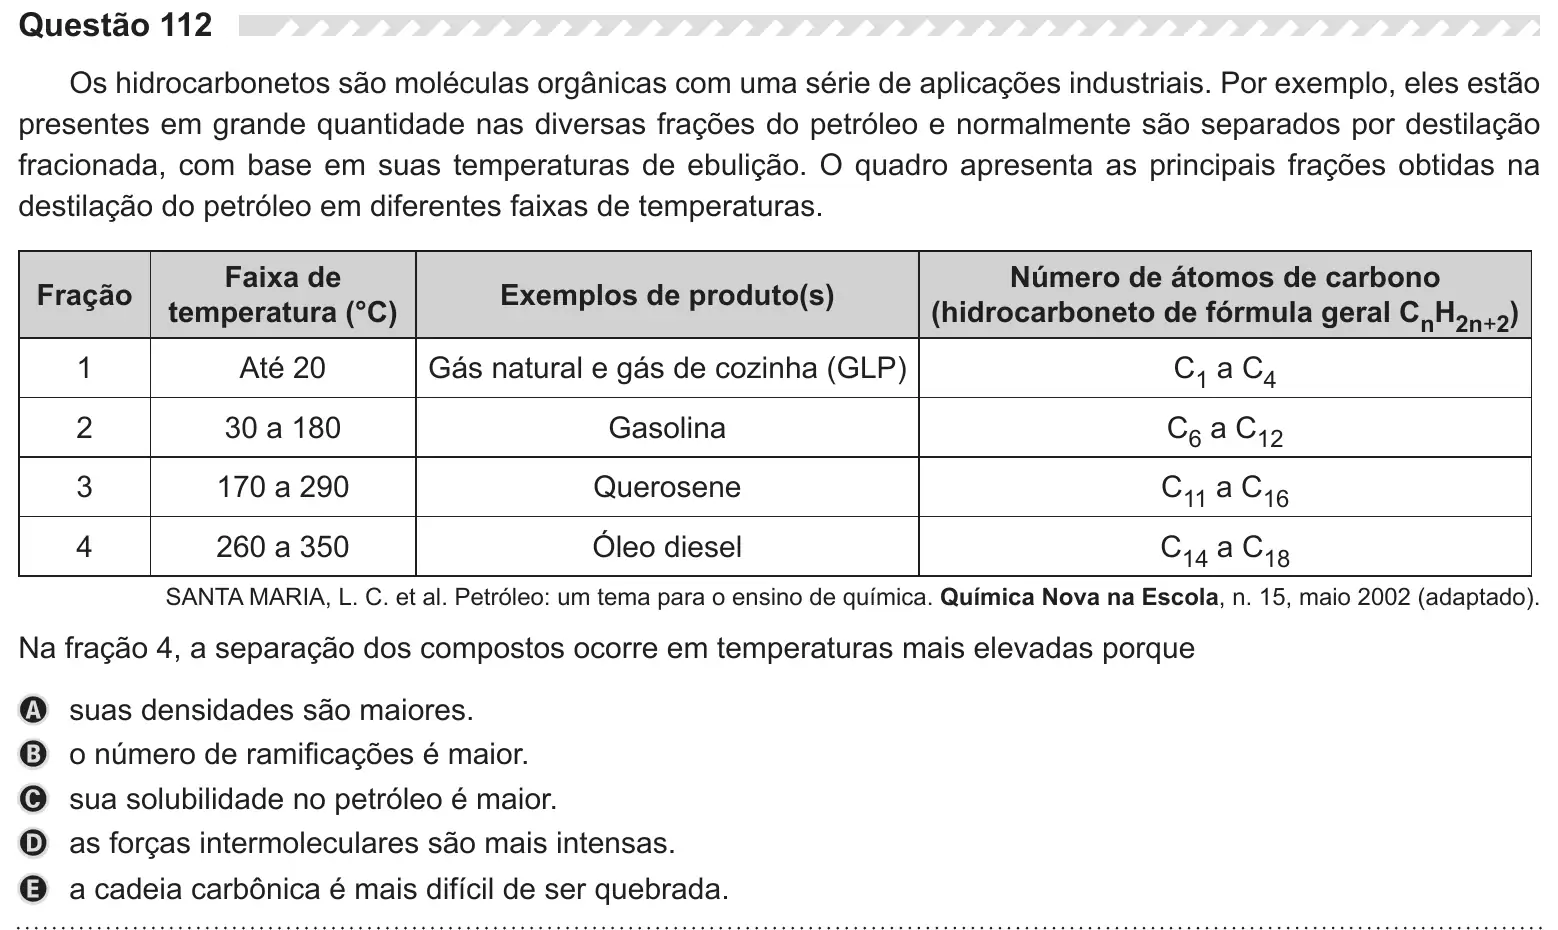 Questão 112
Os hidrocarbonetos são moléculas orgânicas com uma série de aplicações industriais. Por exemplo, eles estão
presentes em grande quantidade nas diversas frações do petróleo e normalmente são separados por destilação
fracionada, com base em suas temperaturas de ebulição. O quadro apresenta as principais frações obtidas na
destilação do petróleo em diferentes faixas de temperaturas.
Fração | Faixa de temperatura (°C) | Exemplos de produto(s) | Número de átomos de carbono (hidrocarboneto de fórmula geral CₙH₂ₙ₊₂)
1 | Até 20 | Gás natural e gás de cozinha (GLP) | C₁ a C₄
2 | 30 a 180 | Gasolina | C₆ a C₁₂
3 | 170 a 290 | Querosene | C₁₁ a C₁₆
4 | 260 a 350 | Óleo diesel | C₁₄ a C₁₈
SANTA MARIA, L. C. et al. Petróleo: um tema para o ensino de química. Química Nova na Escola, n. 15, maio 2002 (adaptado).
Na fração 4, a separação dos compostos ocorre em temperaturas mais elevadas porque
A suas densidades são maiores.
B o número de ramificações é maior.
C sua solubilidade no petróleo é maior.
D as forças intermoleculares são mais intensas.
E a cadeia carbônica é mais difícil de ser quebrada.